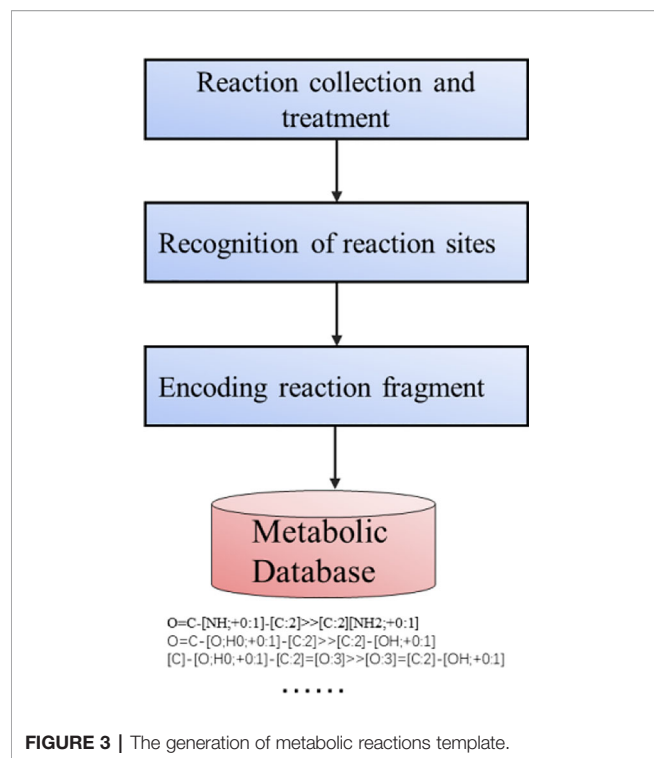 Reaction collection and
treatment
Recognition of reaction sites
Encoding reaction fragment
Metabolic
Database
O=C-[NH;+0:1]-[C:2]>>[C:2][NH2;+0:1]
O=C-[O;H0;+0:1]-[C:2]>>[C:2]-[OH;+0:1]
[C]-[O;H0;+0:1]-[C:2]=[O:3]>>[O:3]=[C:2]-[OH;+0:1]
......
FIGURE 3 | The generation of metabolic reactions template.